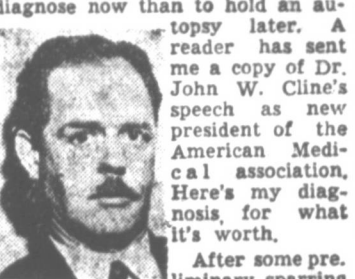 diagnose now than to hold an au-
topsy later. A
reader has sent
me a copy of Dr.
John W. Cline's
speech as new
president of the
American Medi-
cal association.
Here's my diag-
nosis, for what
it's worth.
After some pre.
liminary sparring